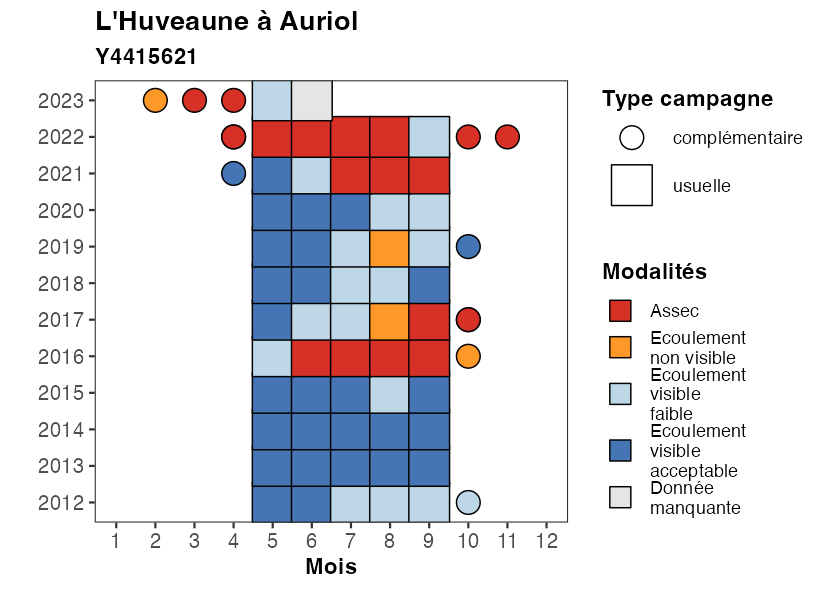 L'Huveaune à Auriol
Y4415621
2023
2022
2021
2020
2019
2018
2017
2016
2015
2014
2013
2012
1 2 3 4 5 6 7 8 9 10 11 12
Mois
Type campagne
complémentaire
usuelle
Modalités
Assec
Ecoulement
non visible
Ecoulement
visible
faible
Ecoulement
visible
acceptable
Donnée
manquante